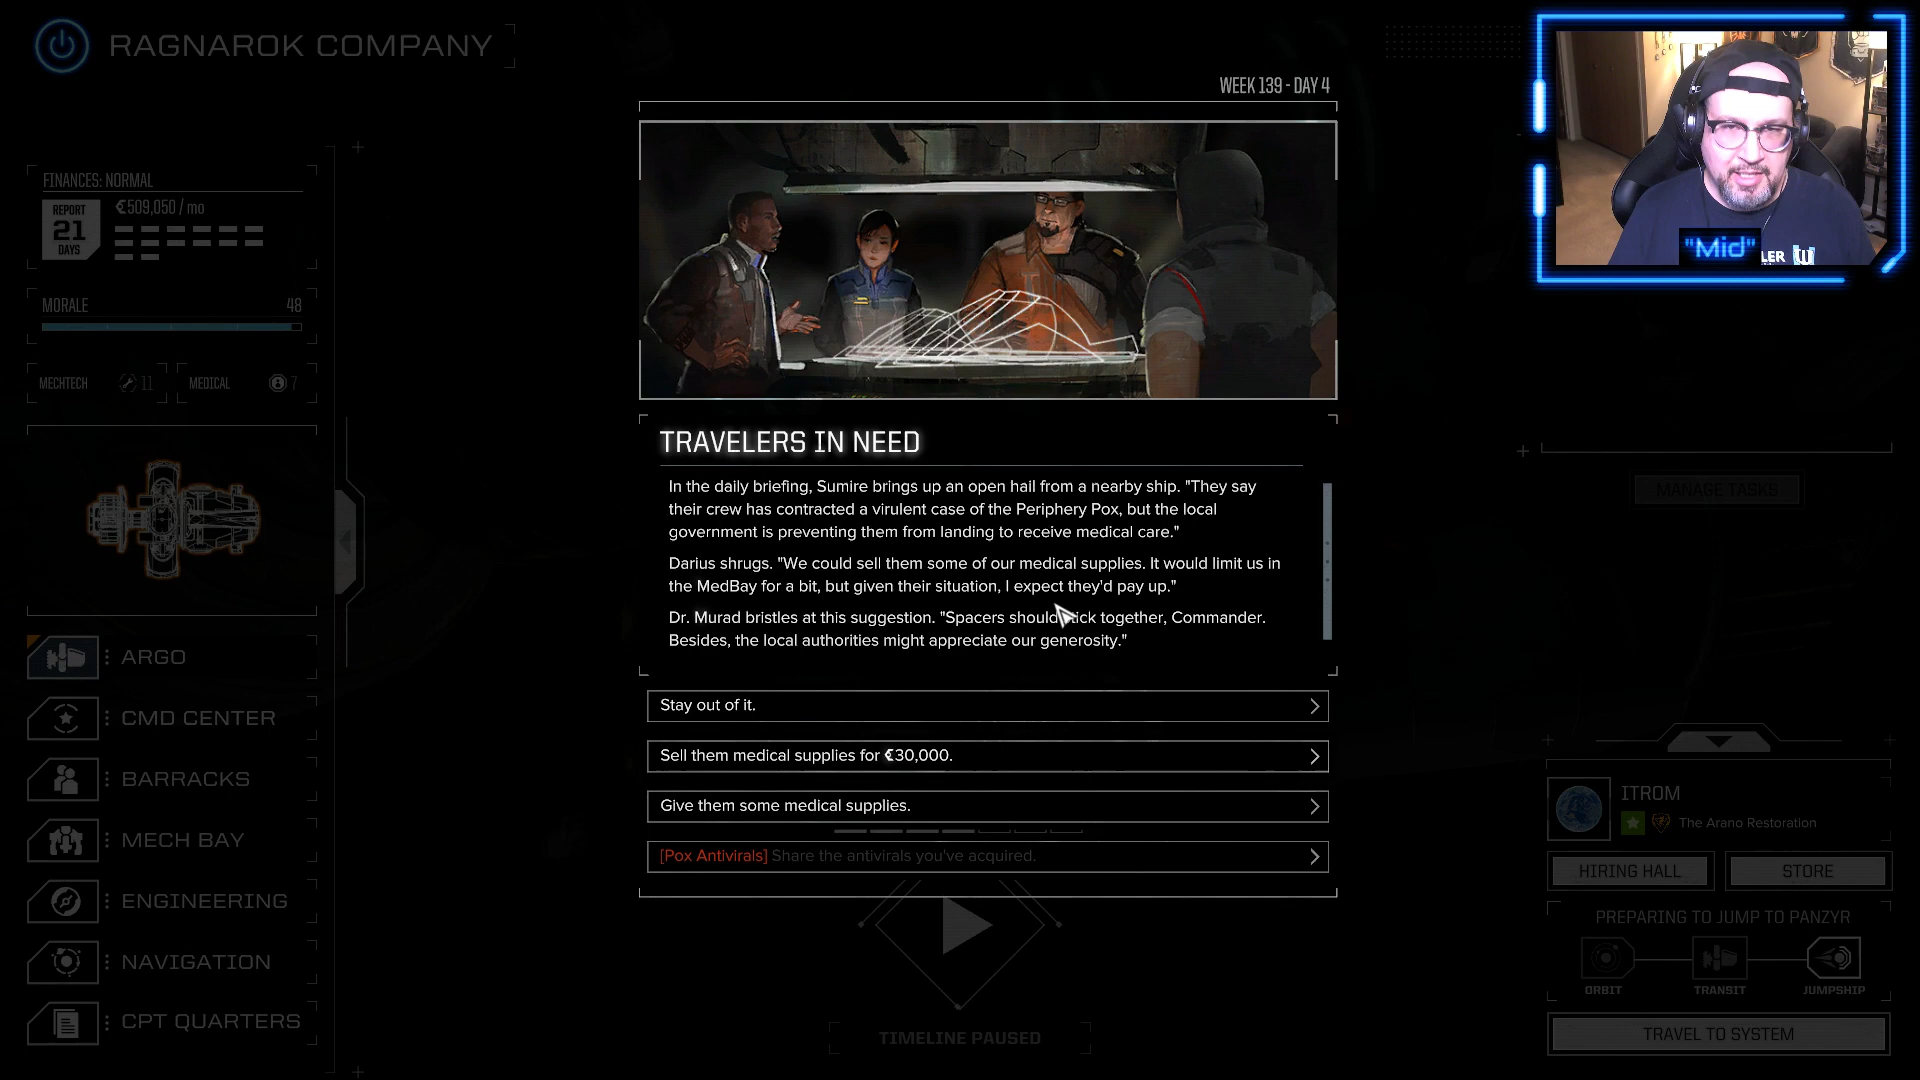 RAGNAROK COMPANY
WEEK 139 - DAY 4
FINANCES: NORMAL
REPORT
21
DAYS
₡509,050 / mo
MORALE
48
MECHTECH
11
MEDICAL
7
ARGO
CMD CENTER
BARRACKS
MECH BAY
ENGINEERING
NAVIGATION
CPT QUARTERS
TRAVELERS IN NEED
In the daily briefing, Sumire brings up an open hail from a nearby ship. "They say
their crew has contracted a virulent case of the Periphery Pox, but the local
government is preventing them from landing to receive medical care."
Darius shrugs. "We could sell them some of our medical supplies. It would limit us in
the MedBay for a bit, but given their situation, I expect they'd pay up."
Dr. Murad bristles at this suggestion. "Spacers should stick together, Commander.
Besides, the local authorities might appreciate our generosity."
Stay out of it.
Sell them medical supplies for ₡30,000.
Give them some medical supplies.
[Pox Antivirals] Share the antivirals you've acquired.
TIMELINE PAUSED
"Mid"
LER
MANAGE TASKS
ITROM
The Arano Restoration
HIRING HALL
STORE
PREPARING TO JUMP TO PANZYR
ORBIT
TRANSIT
JUMPSHIP
TRAVEL TO SYSTEM